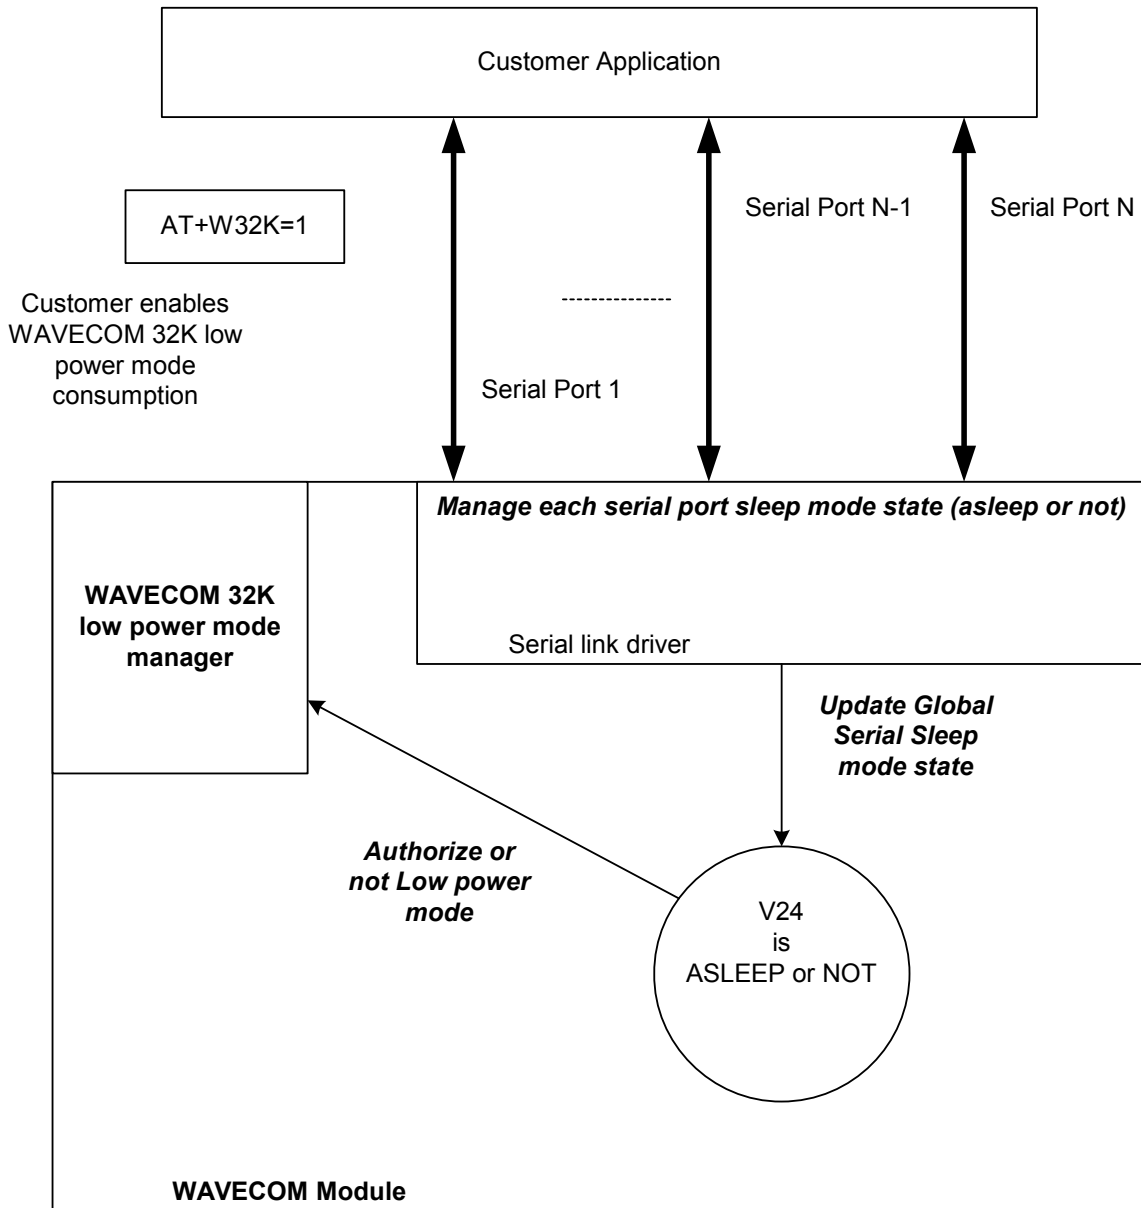 Customer Application
AT+W32K=1
Serial Port N-1
Serial Port N
Customer enables
WAVECOM 32K low
power mode
consumption
Serial Port 1
Manage each serial port sleep mode state (asleep or not)
WAVECOM 32K
low power mode
manager
Serial link driver
Update Global
Serial Sleep
mode state
Authorize or
not Low power
mode
V24
is
ASLEEP or NOT
WAVECOM Module